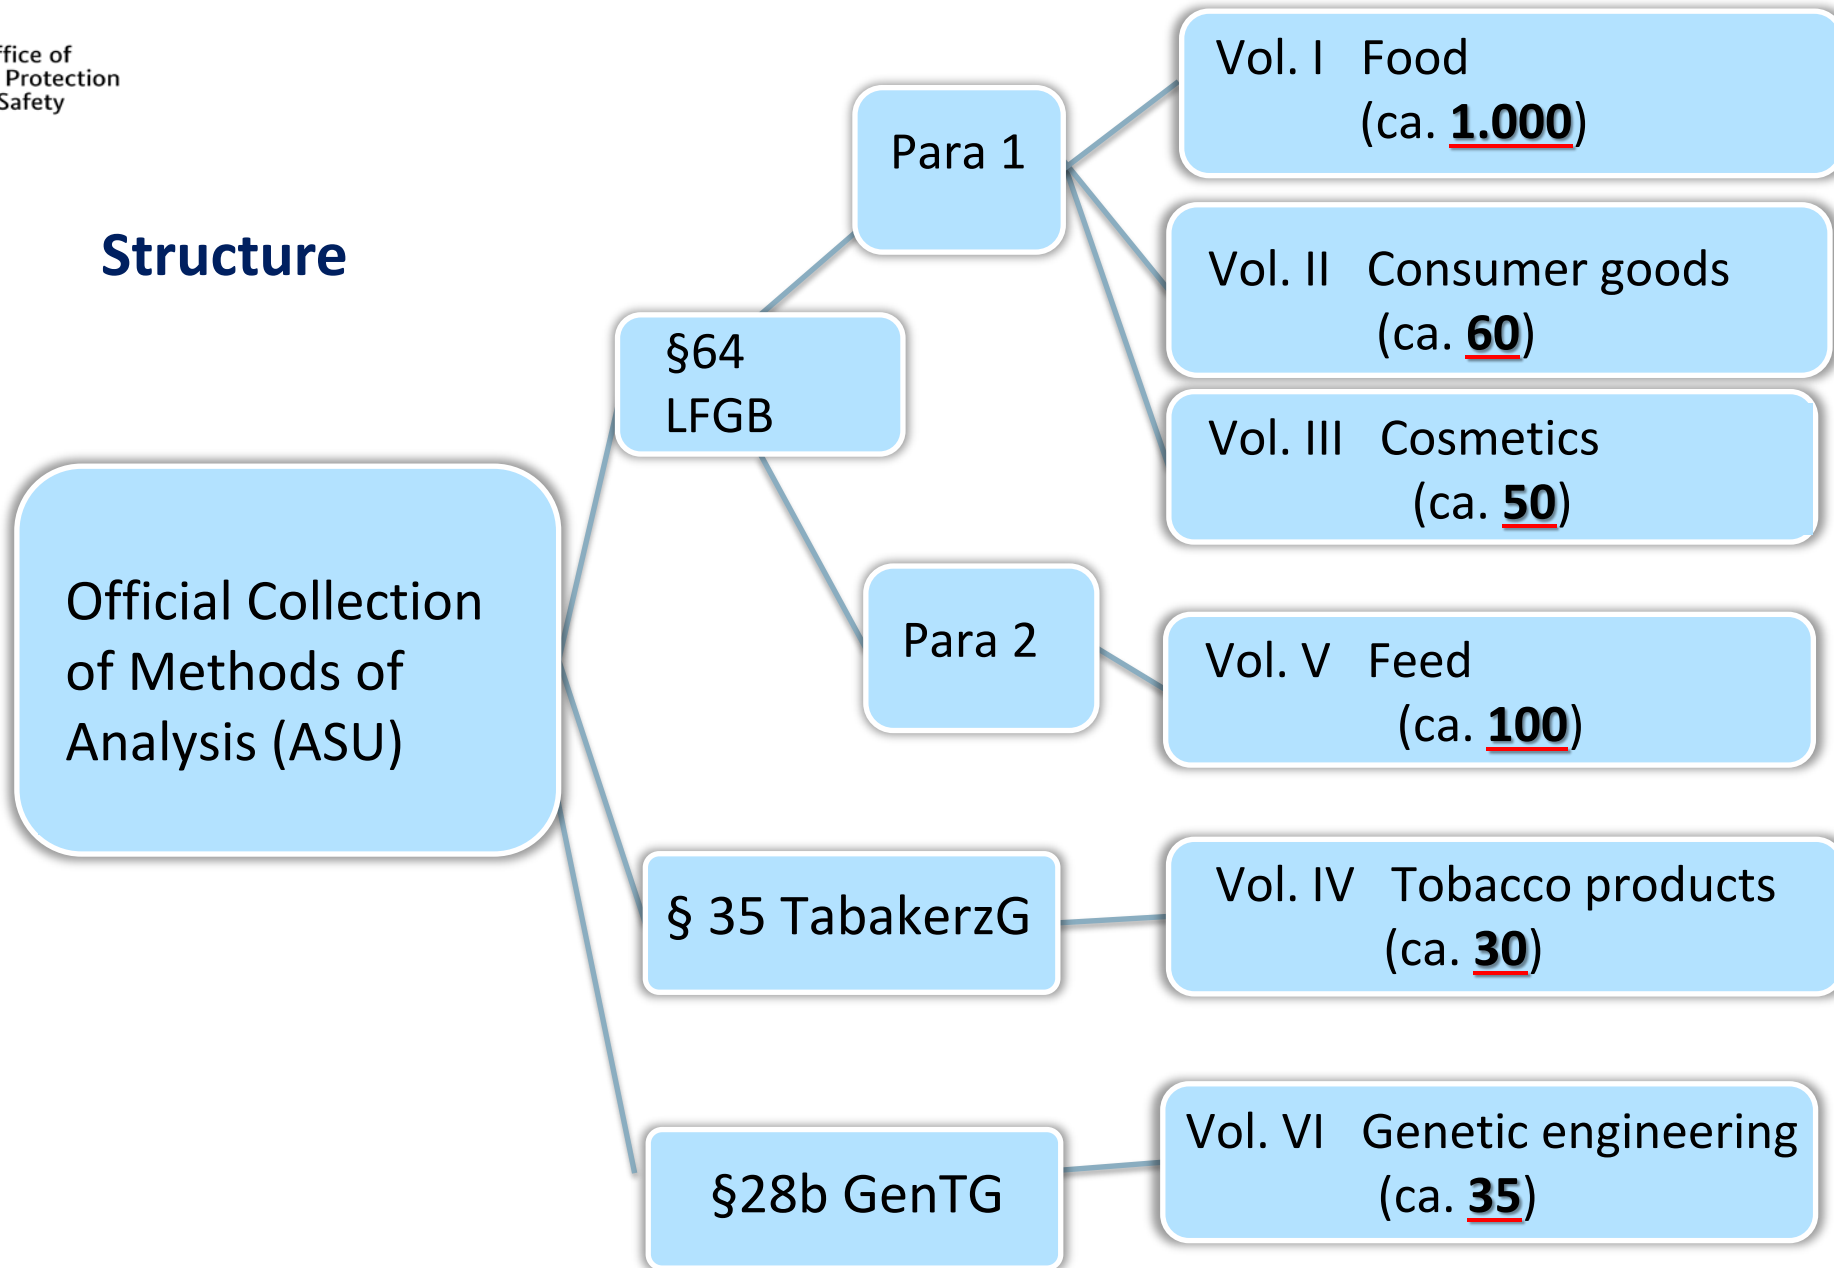 ffice of
Protection
Safety
Structure
Official Collection
of Methods of
Analysis (ASU)
§64
LFGB
Para 1
Para 2
§ 35 TabakerzG
§28b GenTG
Vol. I Food
(ca. 1.000)
Vol. II Consumer goods
(ca. 60)
Vol. III Cosmetics
(ca. 50)
Vol. V Feed
(ca. 100)
Vol. IV Tobacco products
(ca. 30)
Vol. VI Genetic engineering
(ca. 35)